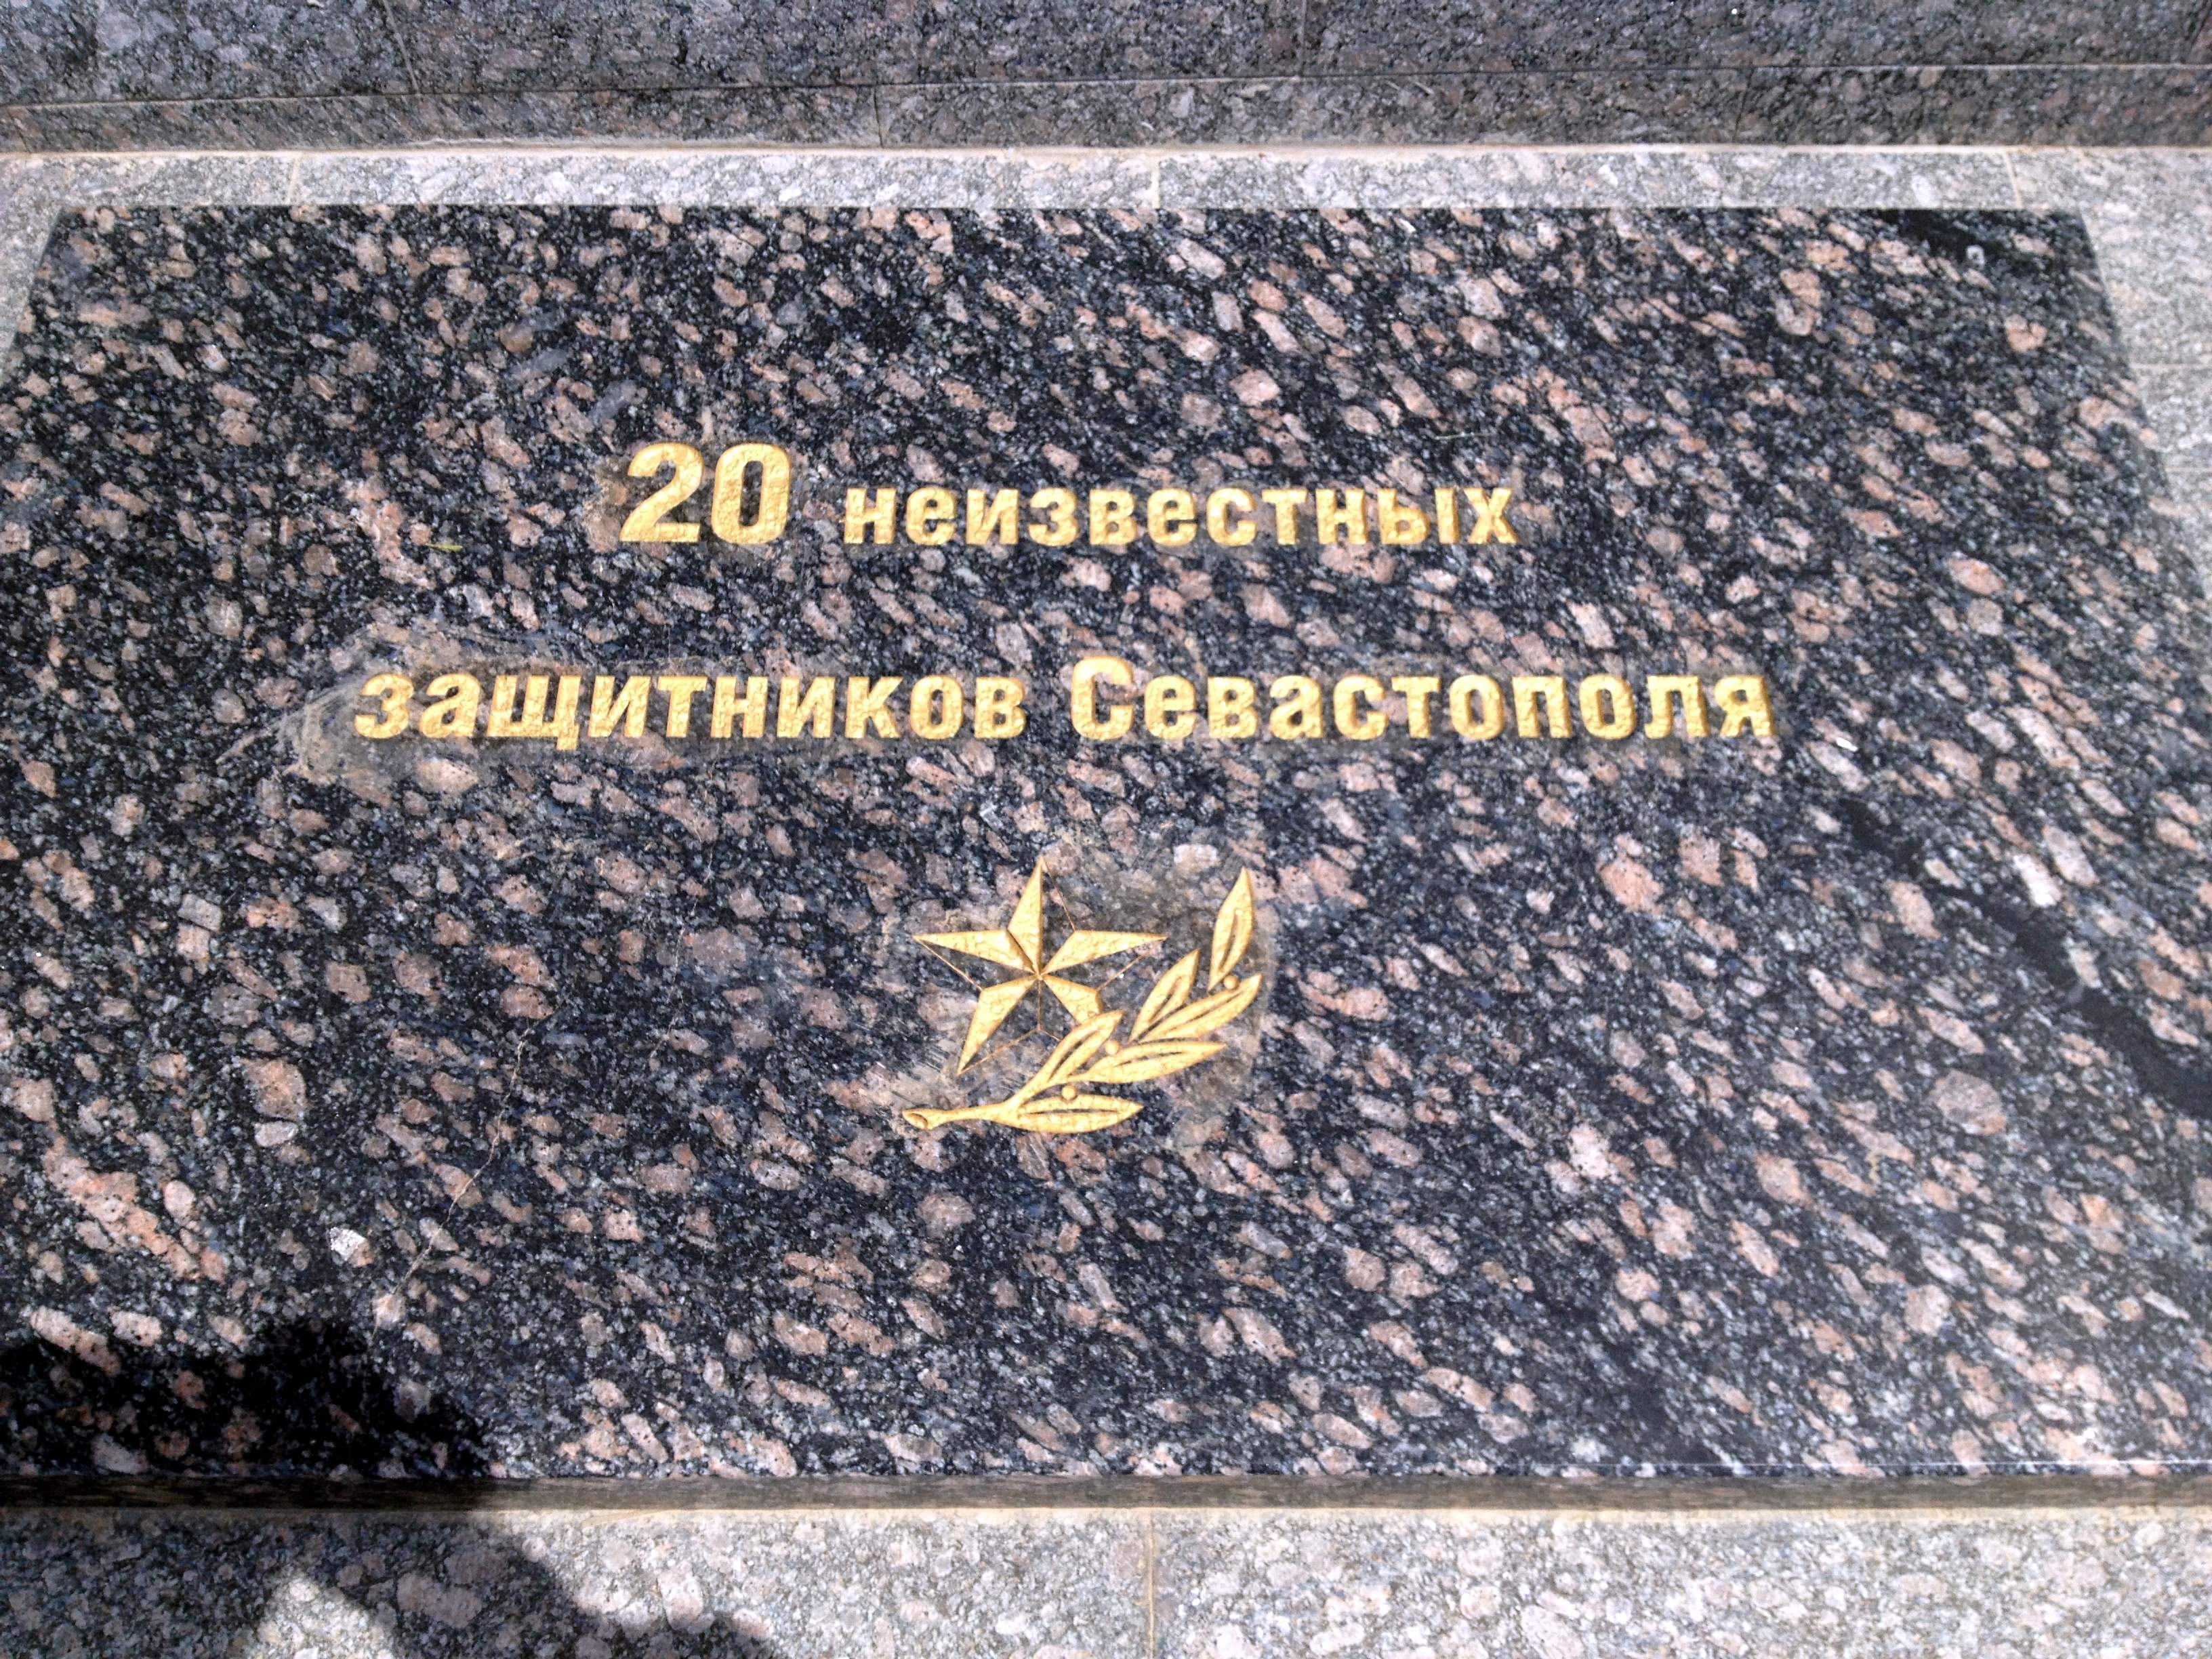 20 неизвестных
защитников Севастополя